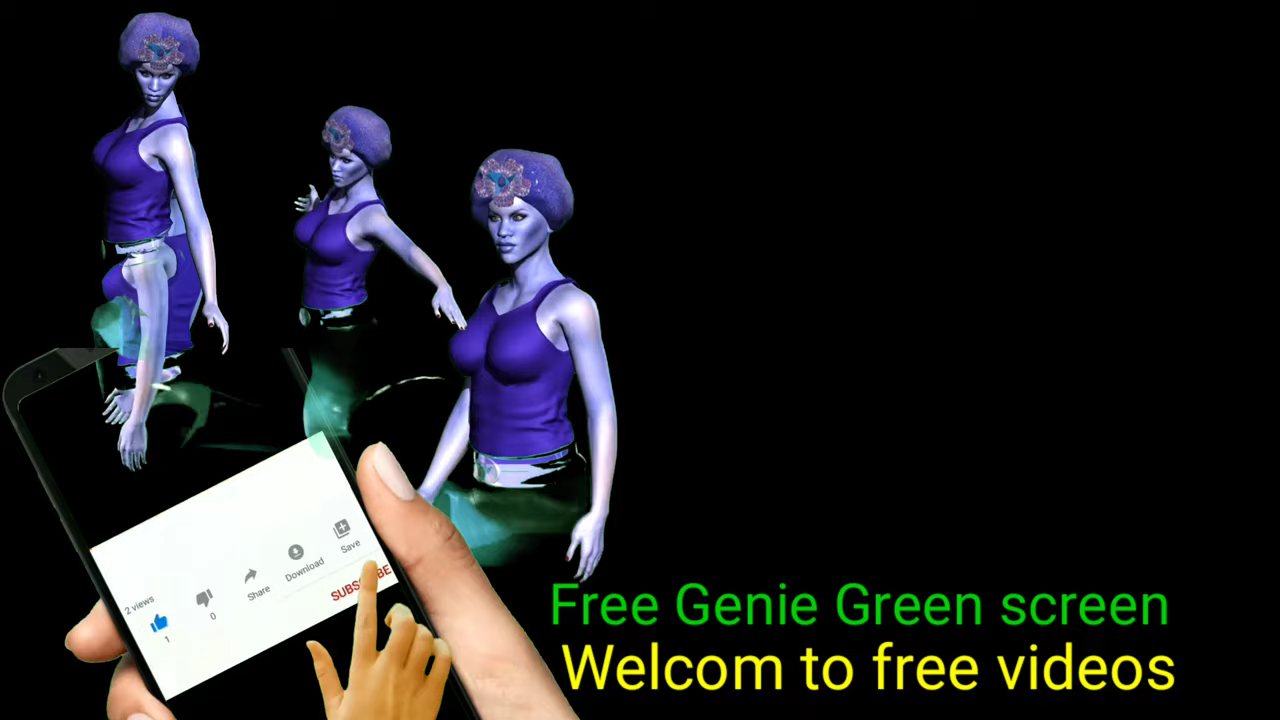 2 views
1
0
Share
Download
Save
Free Genie Green screen
Welcom to free videos